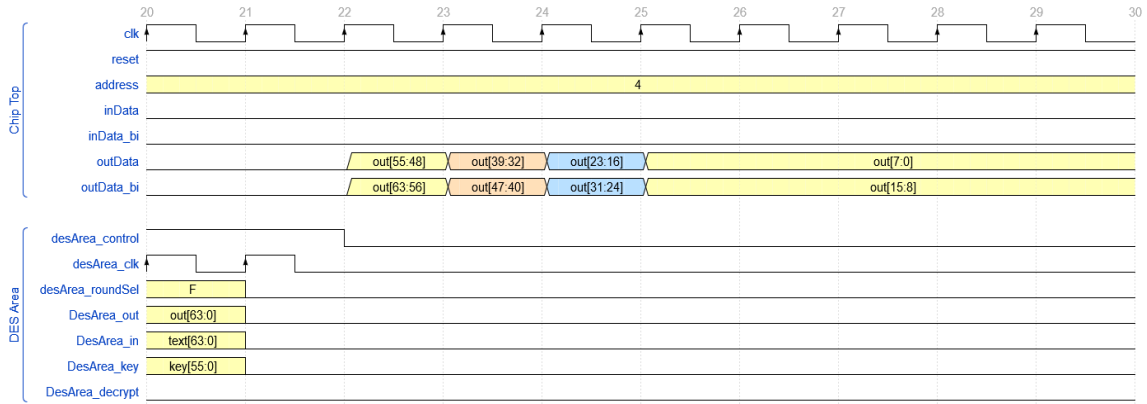 20 21 22 23 24 25 26 27 28 29 30
Chip Top
clk
reset
address 4
inData
inData_bi
outData out[55:48] out[39:32] out[23:16] out[7:0]
outData_bi out[63:56] out[47:40] out[31:24] out[15:8]
DES Area
desArea_control
desArea_clk
desArea_roundSel F
DesArea_out out[63:0]
DesArea_in text[63:0]
DesArea_key key[55:0]
DesArea_decrypt